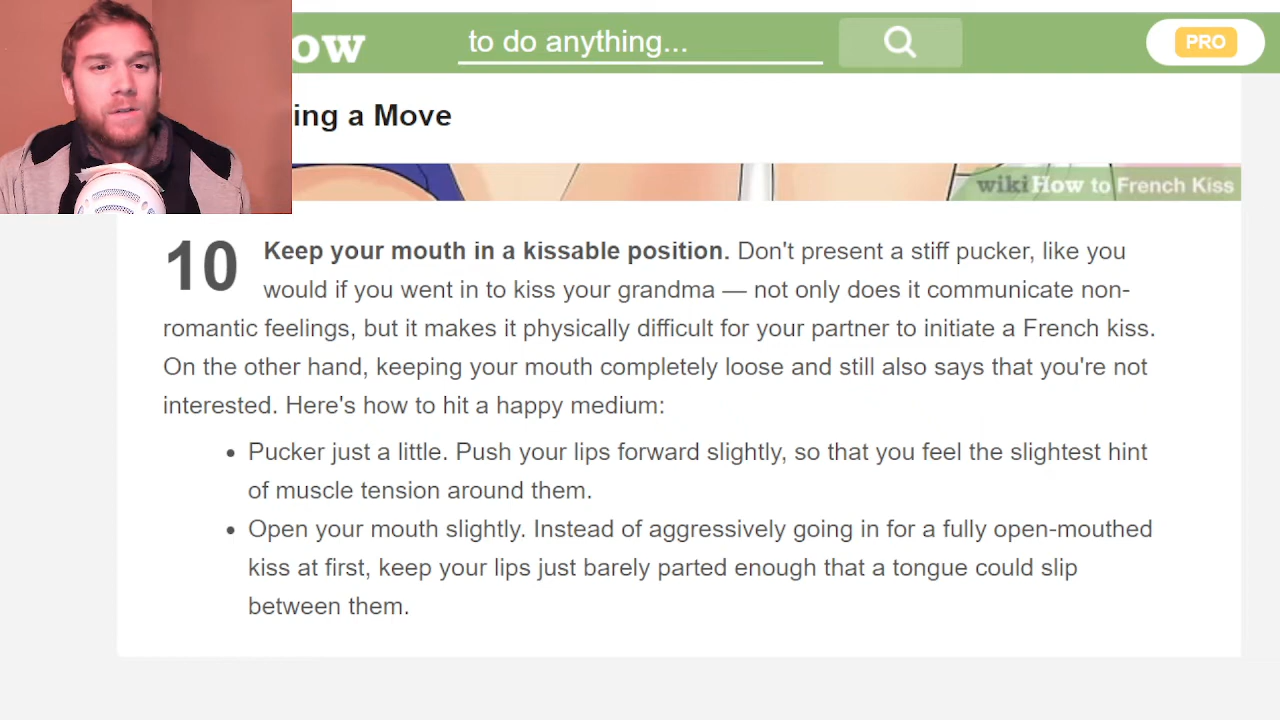 ow
to do anything...
PRO
ing a Move
wikiHow to French Kiss
10 Keep your mouth in a kissable position. Don't present a stiff pucker, like you
would if you went in to kiss your grandma — not only does it communicate non-
romantic feelings, but it makes it physically difficult for your partner to initiate a French kiss.
On the other hand, keeping your mouth completely loose and still also says that you're not
interested. Here's how to hit a happy medium:
• Pucker just a little. Push your lips forward slightly, so that you feel the slightest hint
of muscle tension around them.
• Open your mouth slightly. Instead of aggressively going in for a fully open-mouthed
kiss at first, keep your lips just barely parted enough that a tongue could slip
between them.